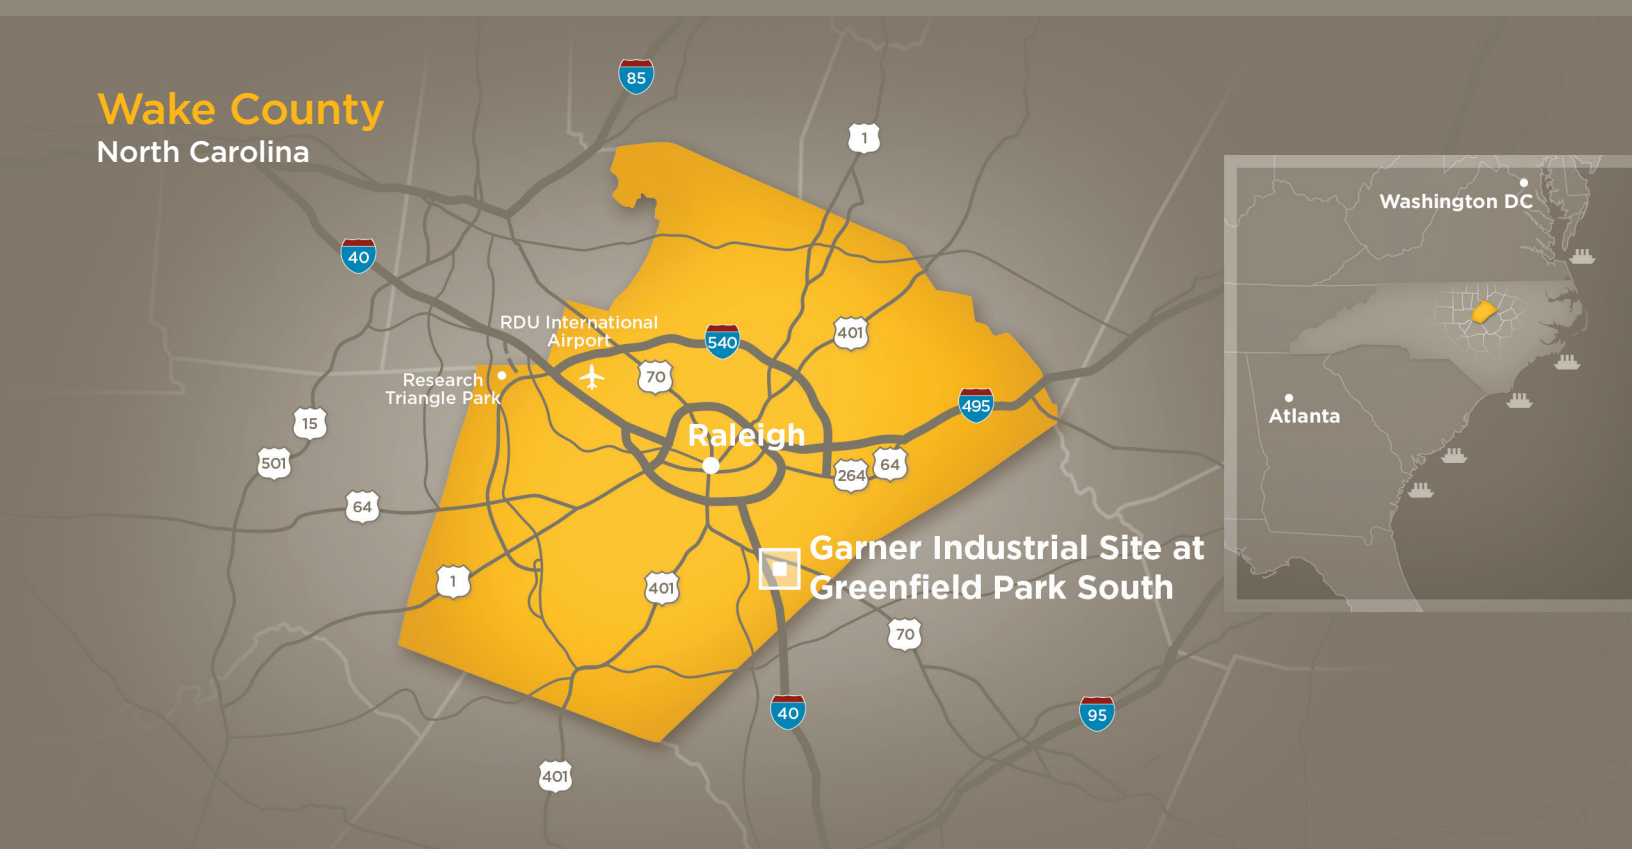 Wake County
North Carolina
85
1
40
Washington DC
RDU International
Airport
540
401
70
Research
Triangle Park
495
Atlanta
15
Raleigh
501
264
64
64
Garner Industrial Site at
Greenfield Park South
1
401
70
40
95
401